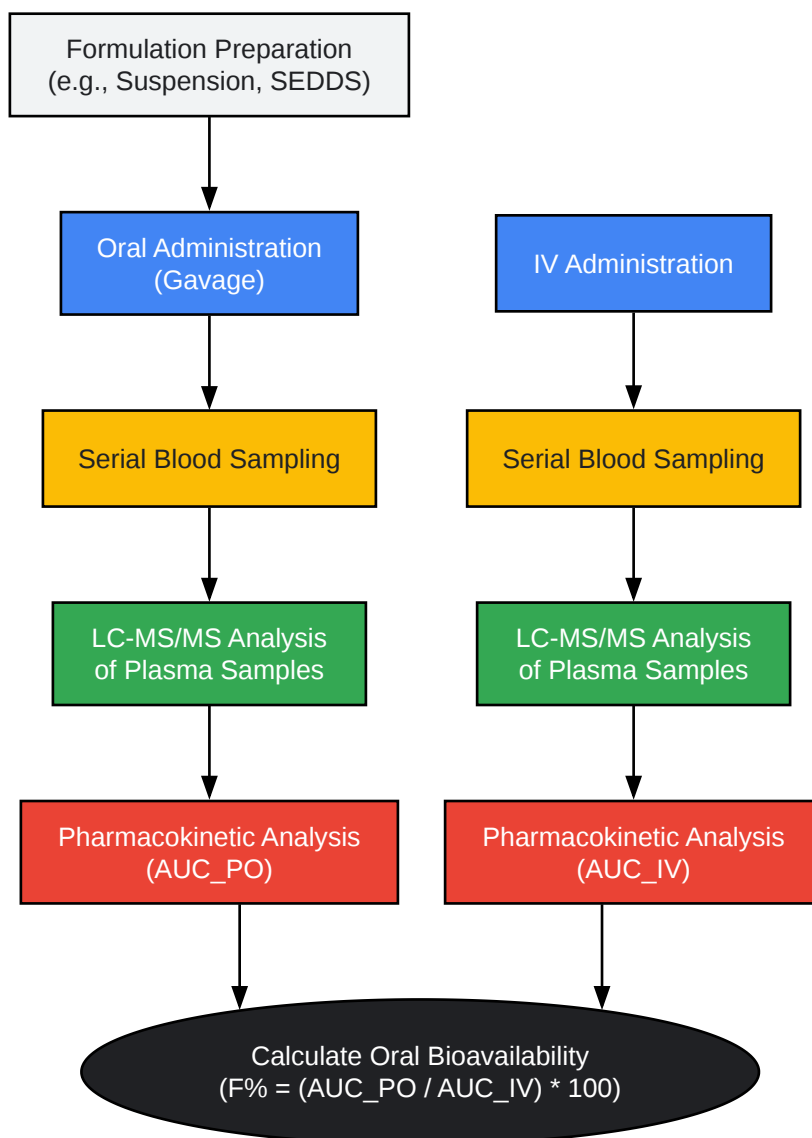 Formulation Preparation
(e.g., Suspension, SEDDS)
Oral Administration
(Gavage)
IV Administration
Serial Blood Sampling
Serial Blood Sampling
LC-MS/MS Analysis
of Plasma Samples
LC-MS/MS Analysis
of Plasma Samples
Pharmacokinetic Analysis
(AUC_PO)
Pharmacokinetic Analysis
(AUC_IV)
Calculate Oral Bioavailability
(F% = (AUC_PO / AUC_IV) * 100)